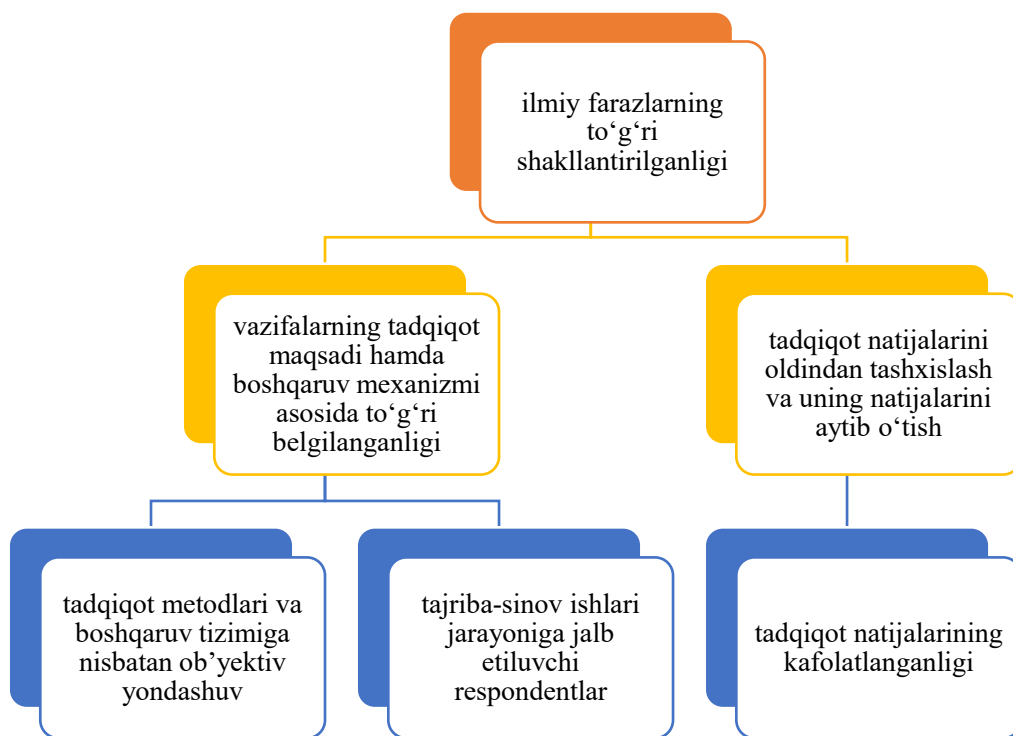 ilmiy farazlarning
to‘g‘ri
shakllantirilganligi
vazifalarning tadqiqot
maqsadi hamda
boshqaruv mexanizmi
asosida to‘g‘ri
belgilanganligi
tadqiqot natijalarini
oldindan tashxislash
va uning natijalarini
aytib o‘tish
tadqiqot metodlari va
boshqaruv tizimiga
nisbatan ob’yektiv
yondashuv
tajriba-sinov ishlari
jarayoniga jalb
etiluvchi
respondentlar
tadqiqot natijalarining
kafolatlanganligi